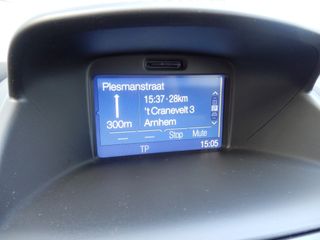 Plesmanstraat
15:37-28km
't Cranevelt 3
300m
Arnhem
Stop Mute
TP
15:05